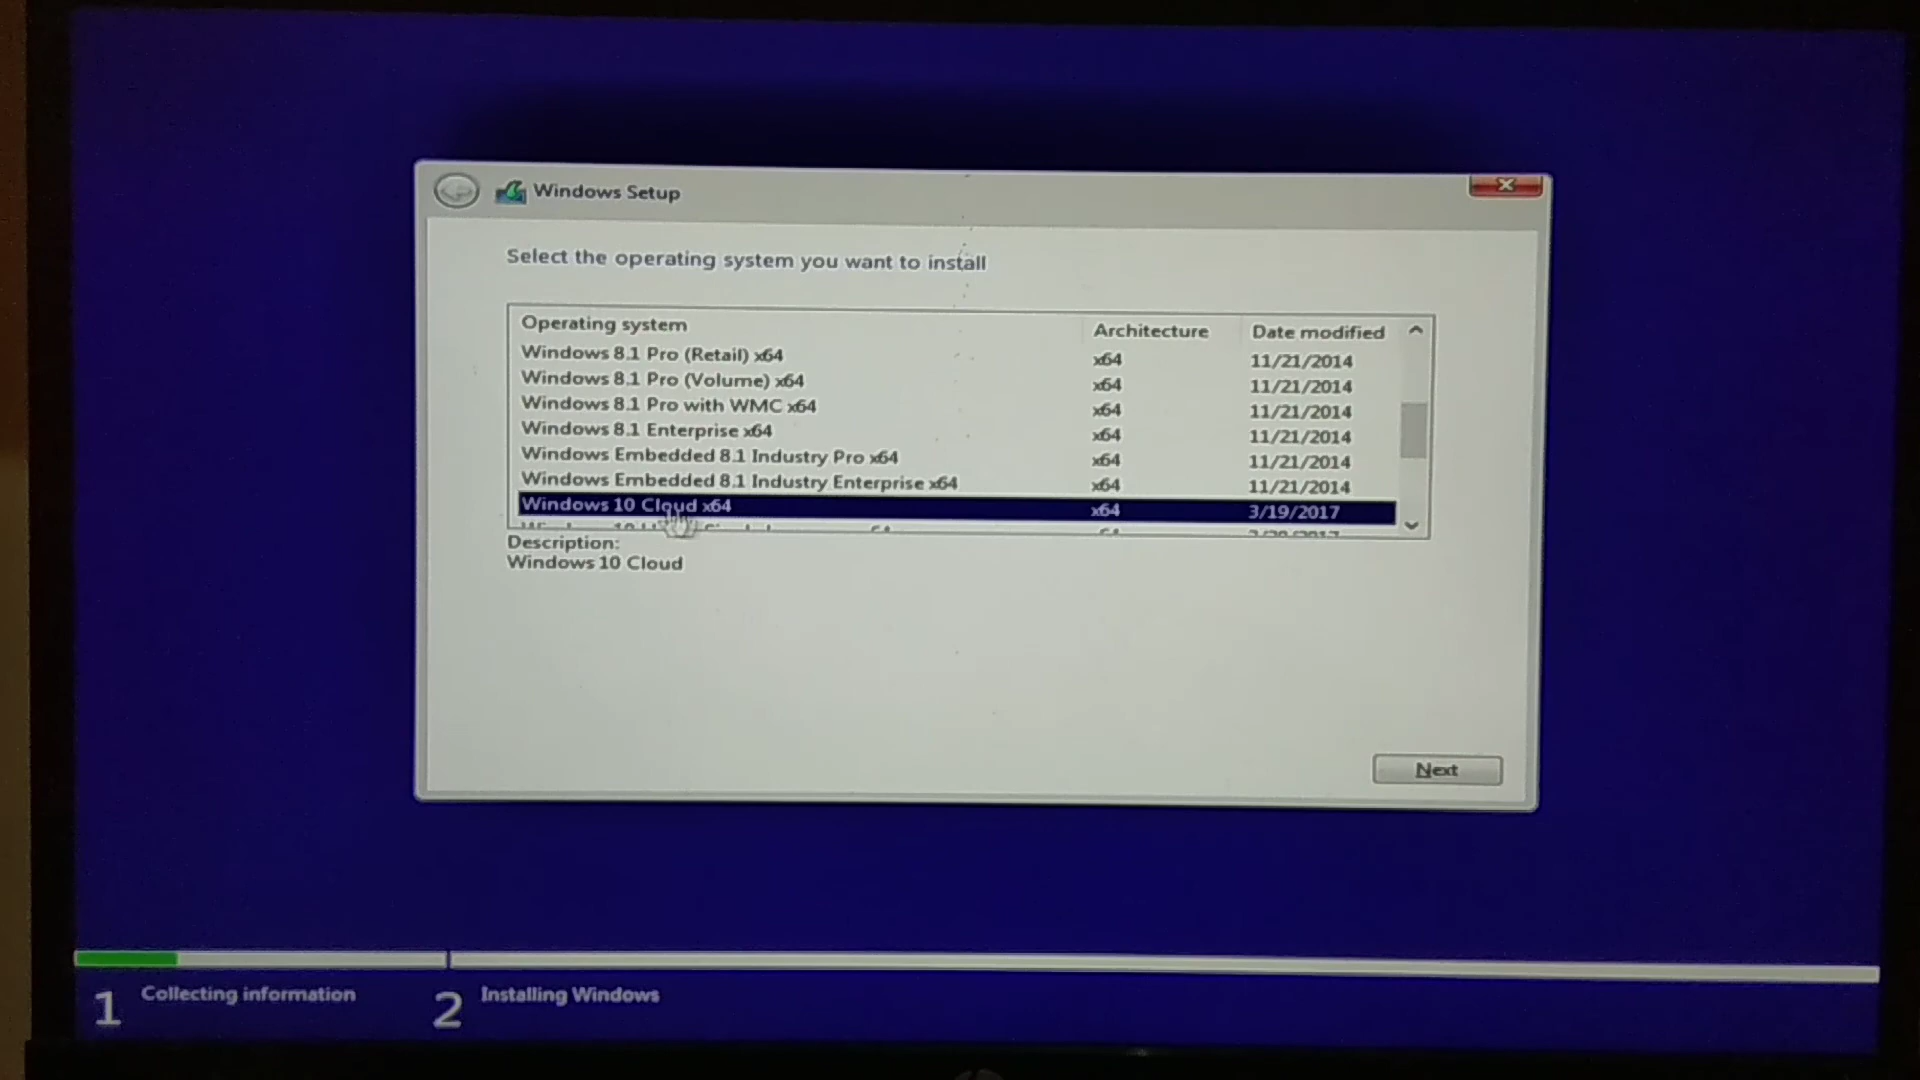 Windows Setup
Select the operating system you want to install
Operating system Architecture Date modified
Windows 8.1 Pro (Retail) x64 x64 11/21/2014
Windows 8.1 Pro (Volume) x64 x64 11/21/2014
Windows 8.1 Pro with WMC x64 x64 11/21/2014
Windows 8.1 Enterprise x64 x64 11/21/2014
Windows Embedded 8.1 Industry Pro x64 x64 11/21/2014
Windows Embedded 8.1 Industry Enterprise x64 x64 11/21/2014
Windows 10 Cloud x64 x64 3/19/2017
Description:
Windows 10 Cloud
Next
1 Collecting information 2 Installing Windows